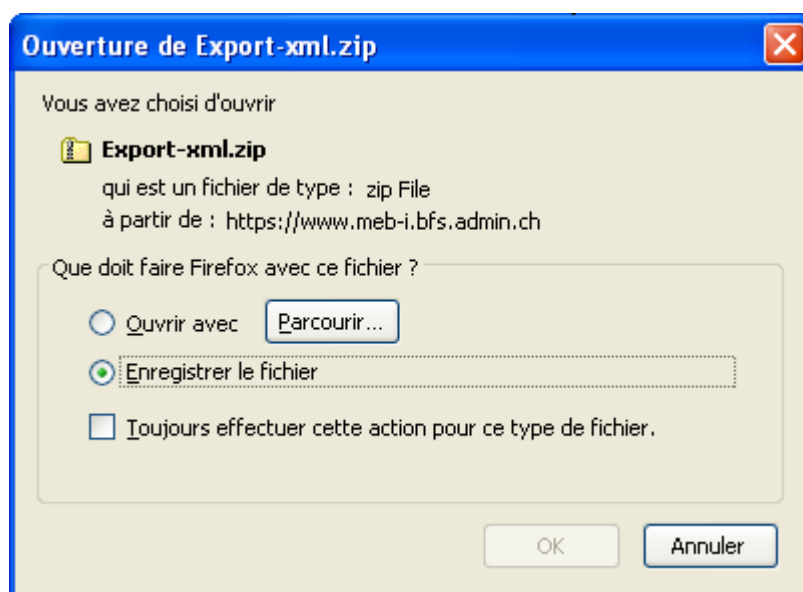 Ouverture de Export-xml.zip
Vous avez choisi d'ouvrir
Export-xml.zip
qui est un fichier de type : zip File
à partir de : https://www.meb-i.bfs.admin.ch
Que doit faire Firefox avec ce fichier ?
Ouvrir avec Parcourir...
Enregistrer le fichier
Toujours effectuer cette action pour ce type de fichier.
OK Annuler